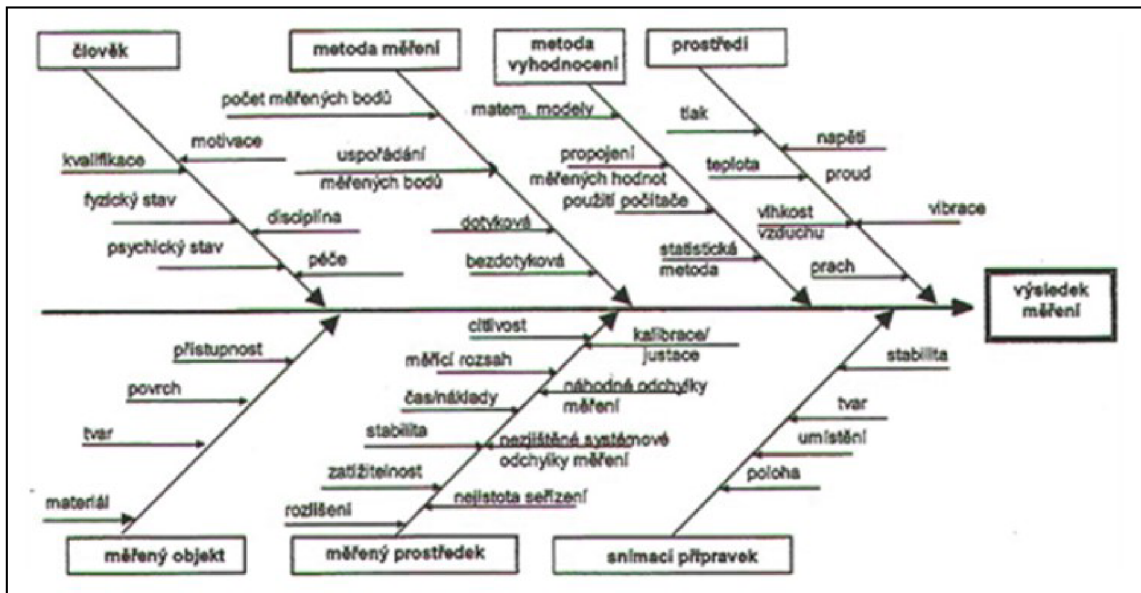 člověk
metoda měření
metoda
vyhodnocení
prostředí
počet měřených bodů
motivace
kvalifikace
uspořádání
měřených bodů
fyzický stav
disciplína
dotyková
psychický stav
péče
bezdotyková
matem. modely
propojení
měřených hodnot
použití počítače
statistická
metoda
tlak
napětí
teplota
proud
vlhkost
vzduchu
vibrace
prach
výsledek
měření
přístupnost
povrch
tvar
materiál
měřený objekt
citlivost
kalibrace/
justace
měřicí rozsah
náhodné odchylky
měření
čas/náklady
stabilita
nezjištěné systémové
odchylky měření
zatížitelnost
nejistota seřízení
rozlišení
měřený prostředek
stabilita
tvar
umístění
poloha
snímací přípravek